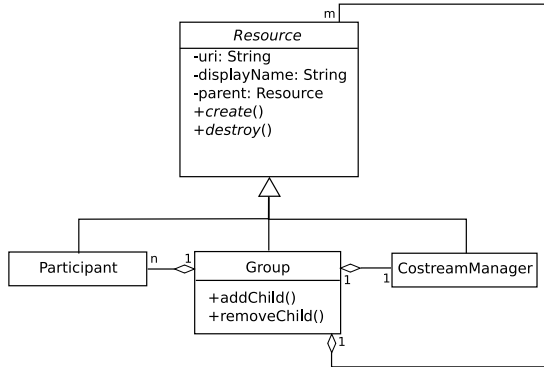 m
Resource
-uri: String
-displayName: String
-parent: Resource
+create()
+destroy()
Participant
n
1
Group
+addChild()
+removeChild()
1
1
CostreamManager
1